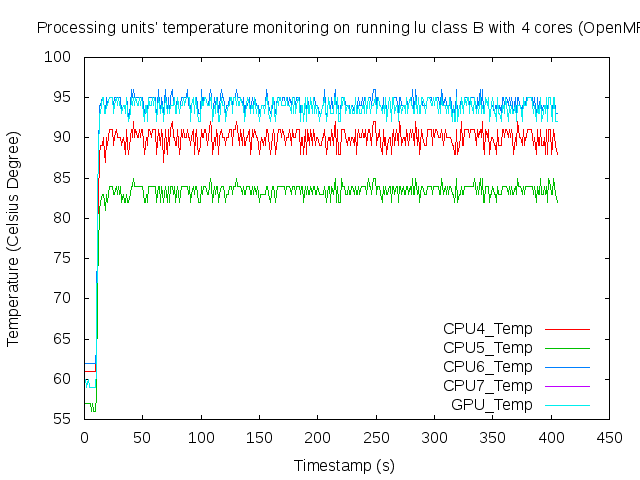 Processing units' temperature monitoring on running lu class B with 4 cores (OpenM
Temperature (Celsius Degree)
100
95
90
85
80
75
70
65
60
55
CPU4_Temp
CPU5_Temp
CPU6_Temp
CPU7_Temp
GPU_Temp
0
50
100
150
200
250
300
350
400
450
Timestamp (s)